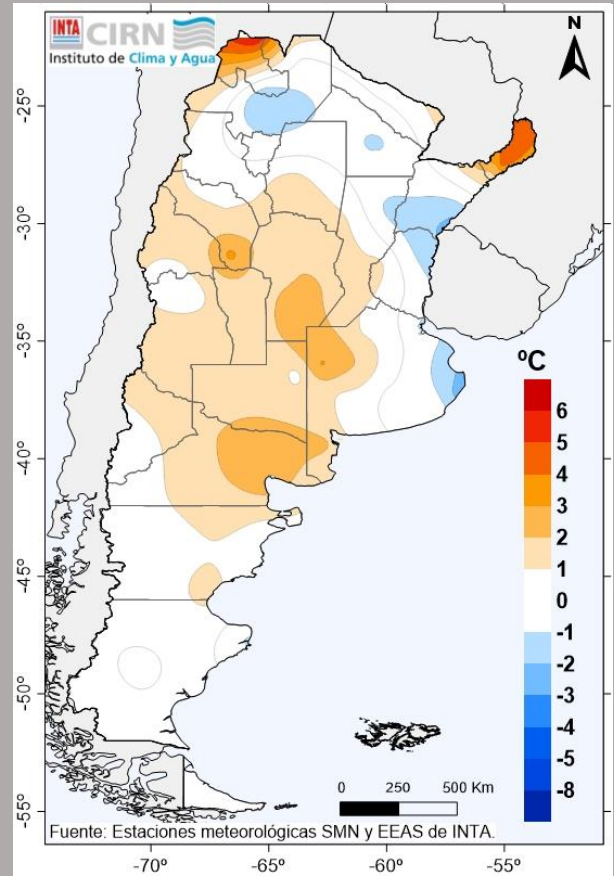 INTA CIRN
Instituto de Clima y Agua
N
-25°
-30°
-35°
-40°
-45°
-50°
-55°
ºC
6
5
4
3
2
1
0
-1
-2
-3
-4
-5
-8
0 250 500 Km
Fuente: Estaciones meteorológicas SMN y EEAS de INTA.
-70° -65° -60° -55°